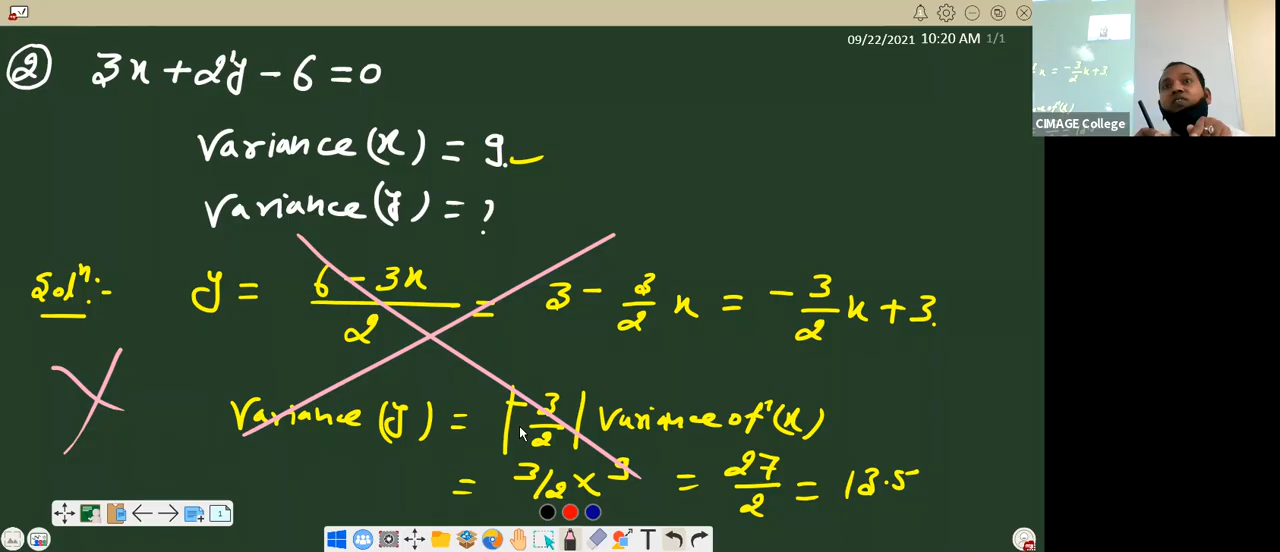 09/22/2021 10:20 AM 1/1
② 3x + 2y - 6 = 0
Variance (x) = 9.
Variance (y) = ?
Solⁿ:- y = 6 - 3x / 2 = 3 - 3/2 x = - 3/2 x + 3.
Variance (y) = |- 3/2| Variance of (x)
= 3/2 × 9 = 27/2 = 13.5
CIMAGE College
1
T